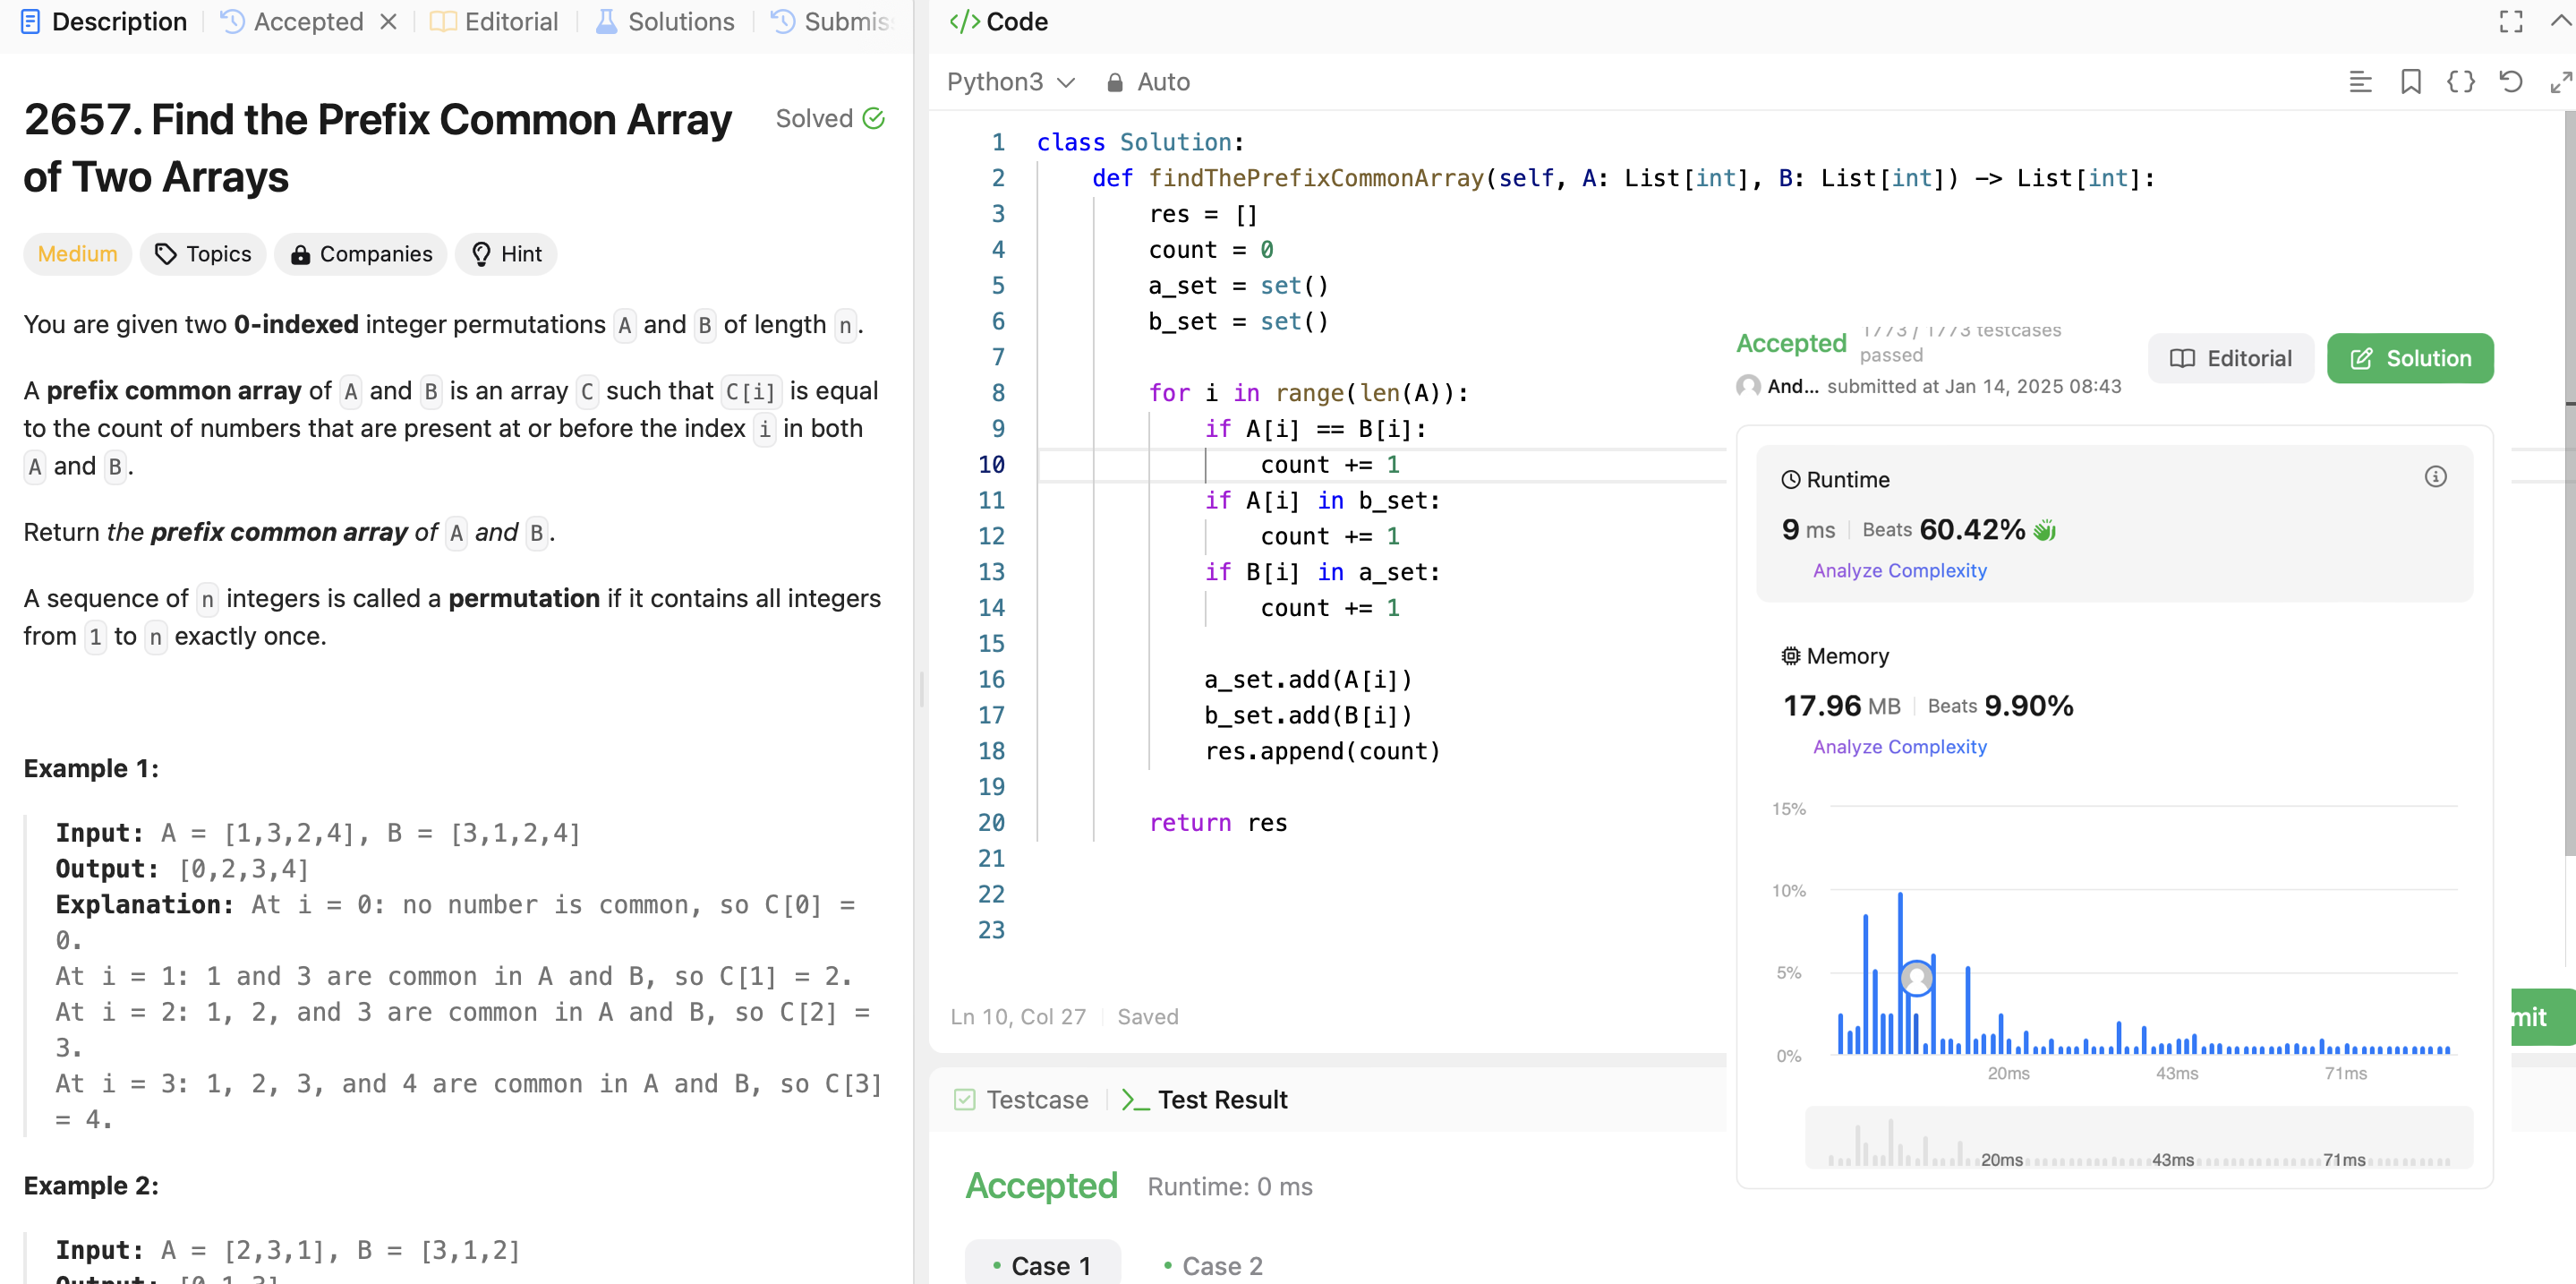 Description
Accepted
Editorial
Solutions
2657. Find the Prefix Common Array
of Two Arrays
Solved
Medium
Topics
Companies
Hint
You are given two 0-indexed integer permutations A and B of length n.
A prefix common array of A and B is an array C such that C[i] is equal
to the count of numbers that are present at or before the index i in both
A and B.
Return the prefix common array of A and B.
A sequence of n integers is called a permutation if it contains all integers
from 1 to n exactly once.
Example 1:
Input: A = [1,3,2,4], B = [3,1,2,4]
Output: [0,2,3,4]
Explanation: At i = 0: no number is common, so C[0] =
0.
At i = 1: 1 and 3 are common in A and B, so C[1] = 2.
At i = 2: 1, 2, and 3 are common in A and B, so C[2] =
3.
At i = 3: 1, 2, 3, and 4 are common in A and B, so C[3]
= 4.
Example 2:
Input: A = [2,3,1], B = [3,1,2]
</> Code
Python3
Auto
1 class Solution:
2 def findThePrefixCommonArray(self, A: List[int], B: List[int]) -> List[int]:
3 res = []
4 count = 0
5 a_set = set()
6 b_set = set()
7
8 for i in range(len(A)):
9 if A[i] == B[i]:
10 count += 1
11 if A[i] in b_set:
12 count += 1
13 if B[i] in a_set:
14 count += 1
15
16 a_set.add(A[i])
17 b_set.add(B[i])
18 res.append(count)
19
20 return res
21
22
23
Ln 10, Col 27
Saved
Accepted
1773 / 1773 testcases
passed
And... submitted at Jan 14, 2025 08:43
Editorial
Solution
Runtime
9 ms
Beats 60.42%
Analyze Complexity
Memory
17.96 MB
Beats 9.90%
Analyze Complexity
15%
10%
5%
0%
20ms
43ms
71ms
20ms
43ms
71ms
mit
Testcase
Test Result
Accepted
Runtime: 0 ms
Case 1
Case 2